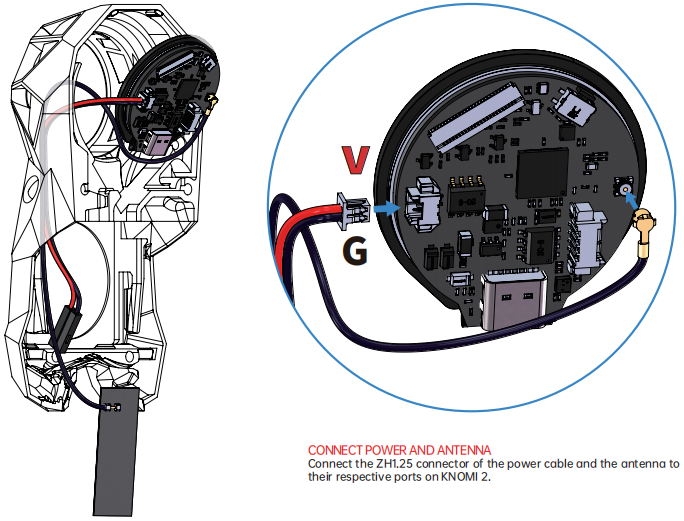 V
G
CONNECT POWER AND ANTENNA
Connect the ZH1.25 connector of the power cable and the antenna to
their respective ports on KNOMI 2.